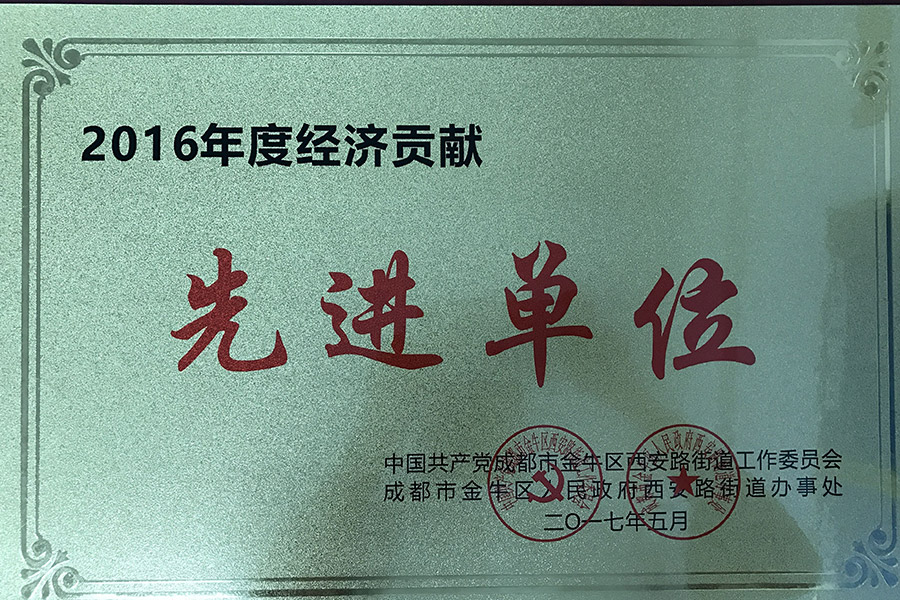 2016年度经济贡献
先进单位
中国共产党成都市金牛区西安路街道工作委员会
成都市金牛区人民政府西安路街道办事处
二〇一七年五月